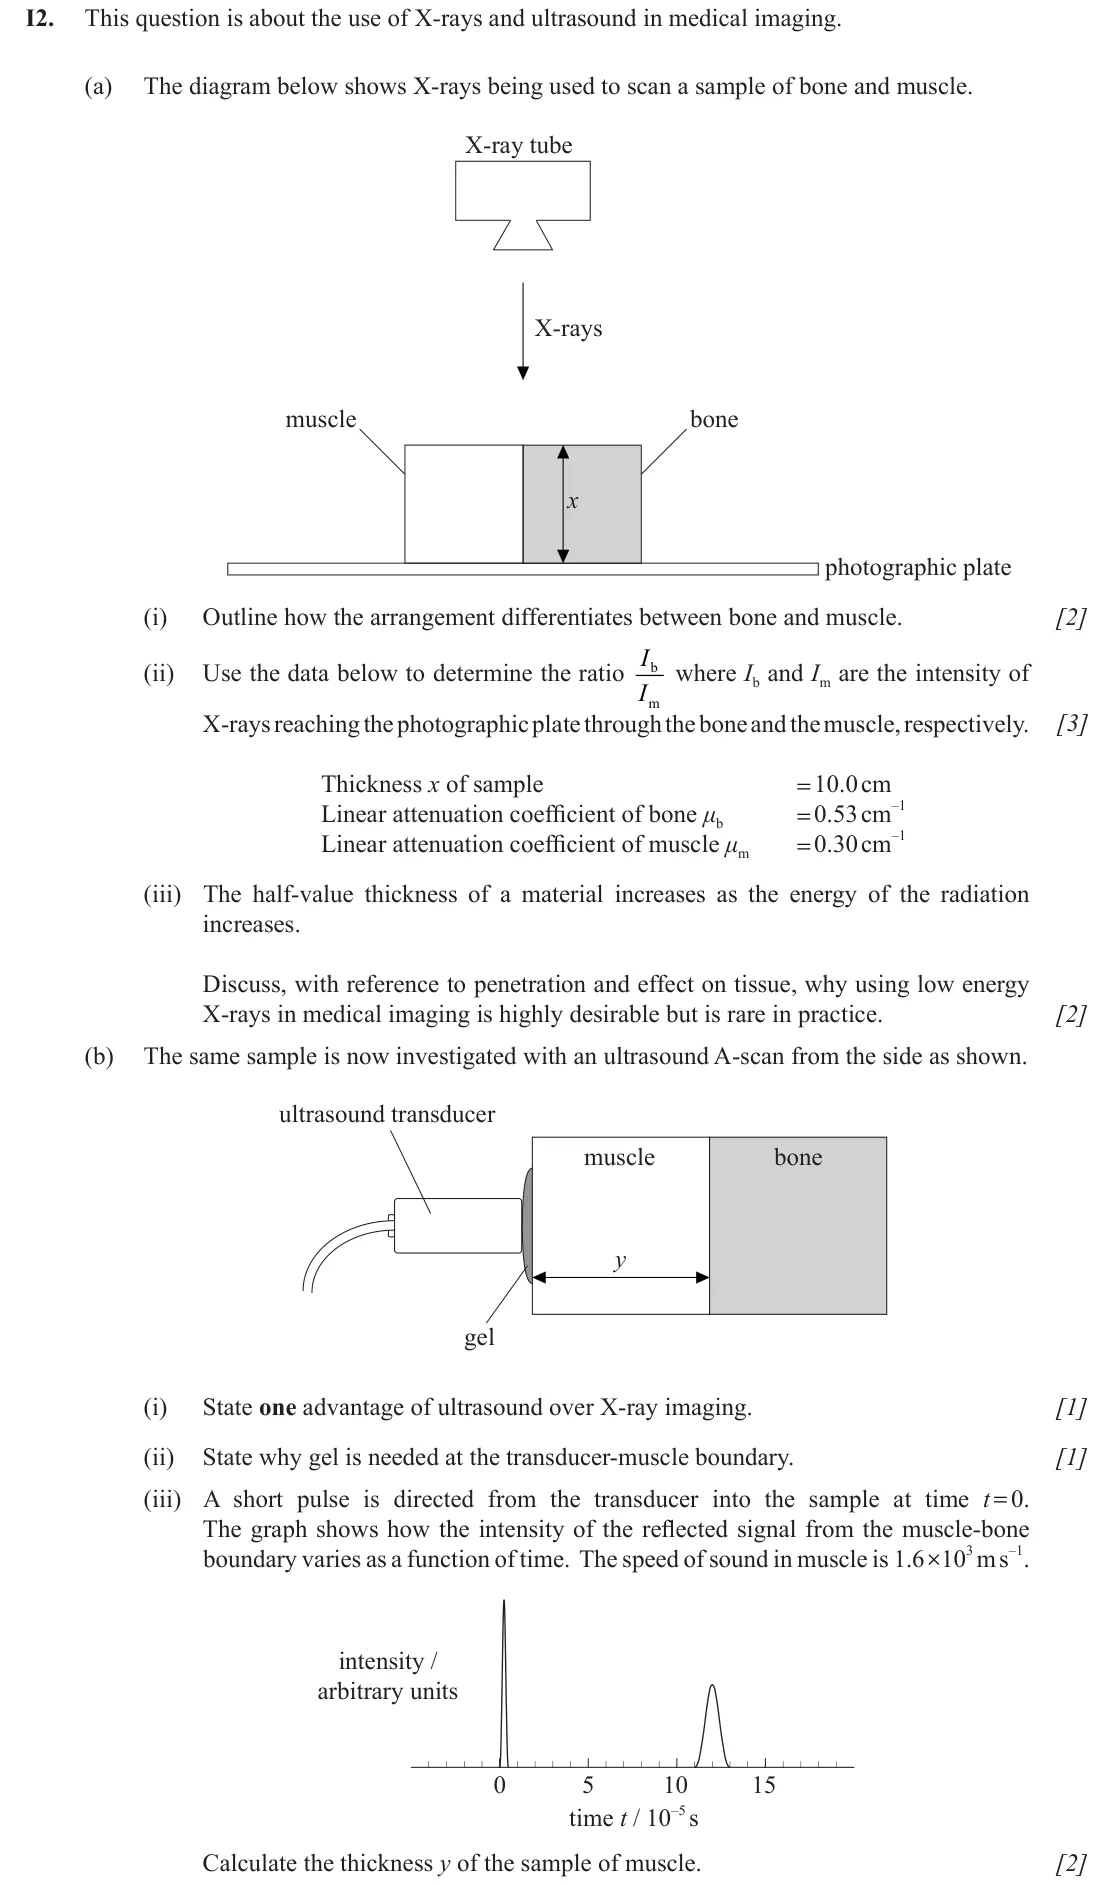 I2. This question is about the use of X-rays and ultrasound in medical imaging.
(a) The diagram below shows X-rays being used to scan a sample of bone and muscle.
X-ray tube
X-rays
muscle
bone
x
photographic plate
(i) Outline how the arrangement differentiates between bone and muscle. [2]
(ii) Use the data below to determine the ratio I_b/I_m where I_b and I_m are the intensity of
X-rays reaching the photographic plate through the bone and the muscle, respectively. [3]
Thickness x of sample = 10.0 cm
Linear attenuation coefficient of bone μ_b = 0.53 cm⁻¹
Linear attenuation coefficient of muscle μ_m = 0.30 cm⁻¹
(iii) The half-value thickness of a material increases as the energy of the radiation
increases.
Discuss, with reference to penetration and effect on tissue, why using low energy
X-rays in medical imaging is highly desirable but is rare in practice. [2]
(b) The same sample is now investigated with an ultrasound A-scan from the side as shown.
ultrasound transducer
muscle
bone
y
gel
(i) State one advantage of ultrasound over X-ray imaging. [1]
(ii) State why gel is needed at the transducer-muscle boundary. [1]
(iii) A short pulse is directed from the transducer into the sample at time t=0.
The graph shows how the intensity of the reflected signal from the muscle-bone
boundary varies as a function of time. The speed of sound in muscle is 1.6×10³ m s⁻¹.
intensity /
arbitrary units
0 5 10 15
time t / 10⁻⁵ s
Calculate the thickness y of the sample of muscle. [2]